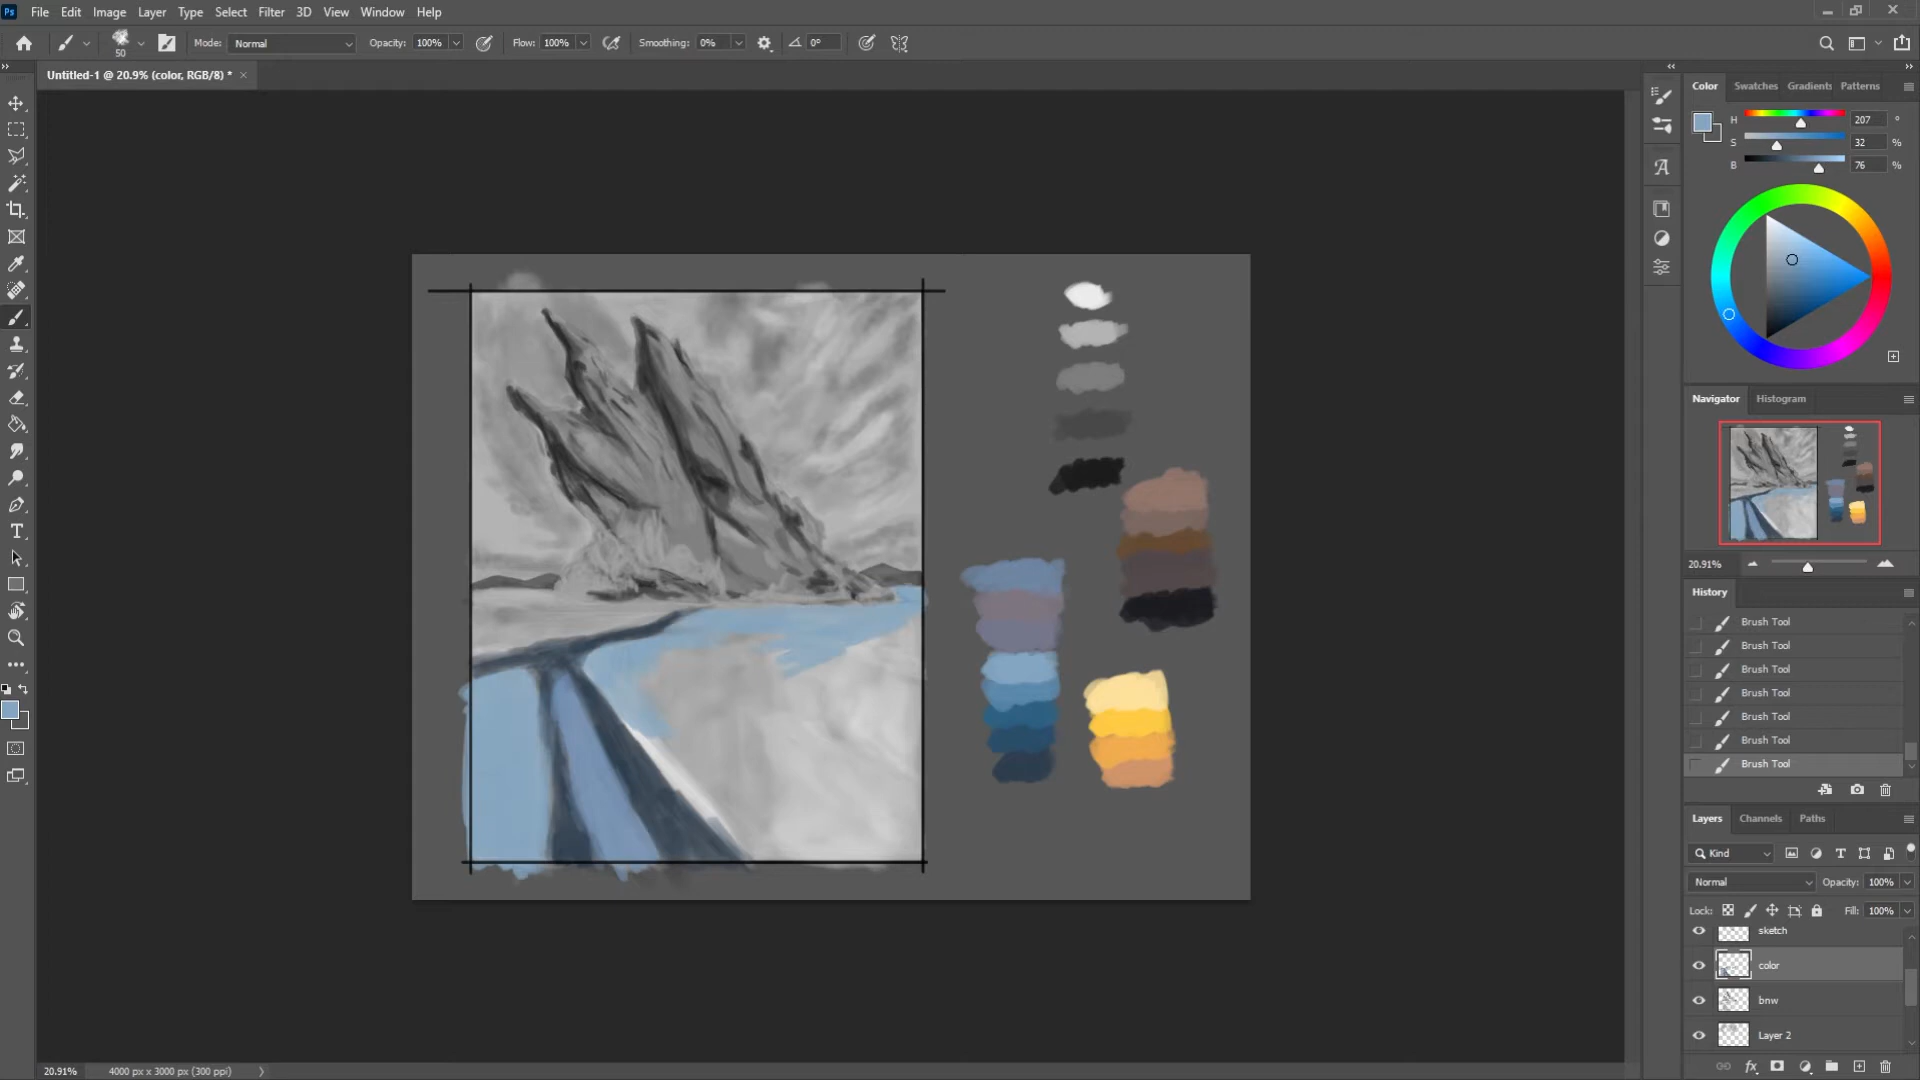 Ps File Edit Image Layer Type Select Filter 3D View Window Help
50 Mode: Normal Opacity: 100% Flow: 100% Smoothing: 0% 0°
Untitled-1 @ 20.9% (color, RGB/8) * ×
Color Swatches Gradients Patterns
H 207 °
S 32 %
B 76 %
Navigator Histogram
20.91%
History
Brush Tool
Brush Tool
Brush Tool
Brush Tool
Brush Tool
Brush Tool
Brush Tool
Layers Channels Paths
Kind
Normal Opacity: 100%
Lock: Fill: 100%
sketch
color
bnw
Layer 2
fx
20.91% 4000 px x 3000 px (300 ppi)